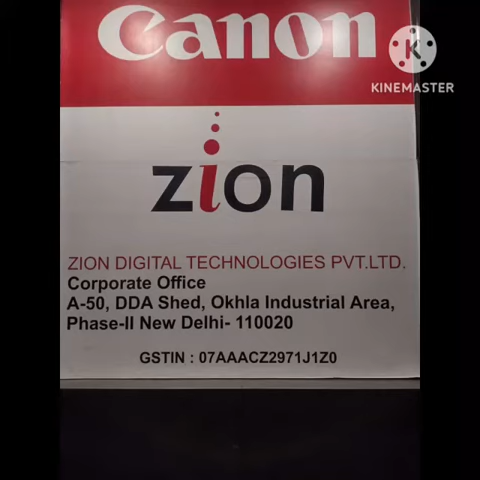 Canon
KINEMASTER
zion
ZION DIGITAL TECHNOLOGIES PVT.LTD.
Corporate Office
A-50, DDA Shed, Okhla Industrial Area,
Phase-II New Delhi- 110020
GSTIN : 07AAACZ2971J1Z0